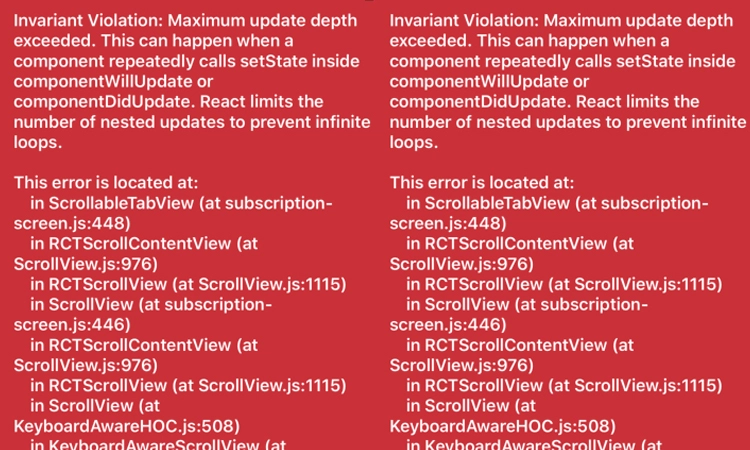 Invariant Violation: Maximum update depth
exceeded. This can happen when a
component repeatedly calls setState inside
componentWillUpdate or
componentDidUpdate. React limits the
number of nested updates to prevent infinite
loops.
This error is located at:
in ScrollableTabView (at subscription-
screen.js:448)
in RCTScrollContentView (at
ScrollView.js:976)
in RCTScrollView (at ScrollView.js:1115)
in ScrollView (at subscription-
screen.js:446)
in RCTScrollContentView (at
ScrollView.js:976)
in RCTScrollView (at ScrollView.js:1115)
in ScrollView (at
KeyboardAwareHOC.js:508)
in KeyboardAwareScrollView (at
Invariant Violation: Maximum update depth
exceeded. This can happen when a
component repeatedly calls setState inside
componentWillUpdate or
componentDidUpdate. React limits the
number of nested updates to prevent infinite
loops.
This error is located at:
in ScrollableTabView (at subscription-
screen.js:448)
in RCTScrollContentView (at
ScrollView.js:976)
in RCTScrollView (at ScrollView.js:1115)
in ScrollView (at subscription-
screen.js:446)
in RCTScrollContentView (at
ScrollView.js:976)
in RCTScrollView (at ScrollView.js:1115)
in ScrollView (at
KeyboardAwareHOC.js:508)
in KeyboardAwareScrollView (at